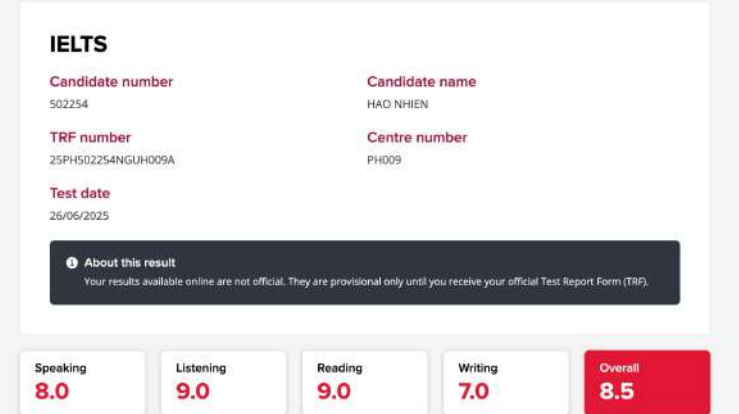 IELTS
Candidate number
Candidate name
502254
HAO NHIEN
TRF number
Centre number
25PH502254NGUH009A
PH009
Test date
26/06/2025
About this result
Your results available online are not official. They are provisional only until you receive your official Test Report Form (TRF).
Speaking
8.0
Listening
9.0
Reading
9.0
Writing
7.0
Overall
8.5